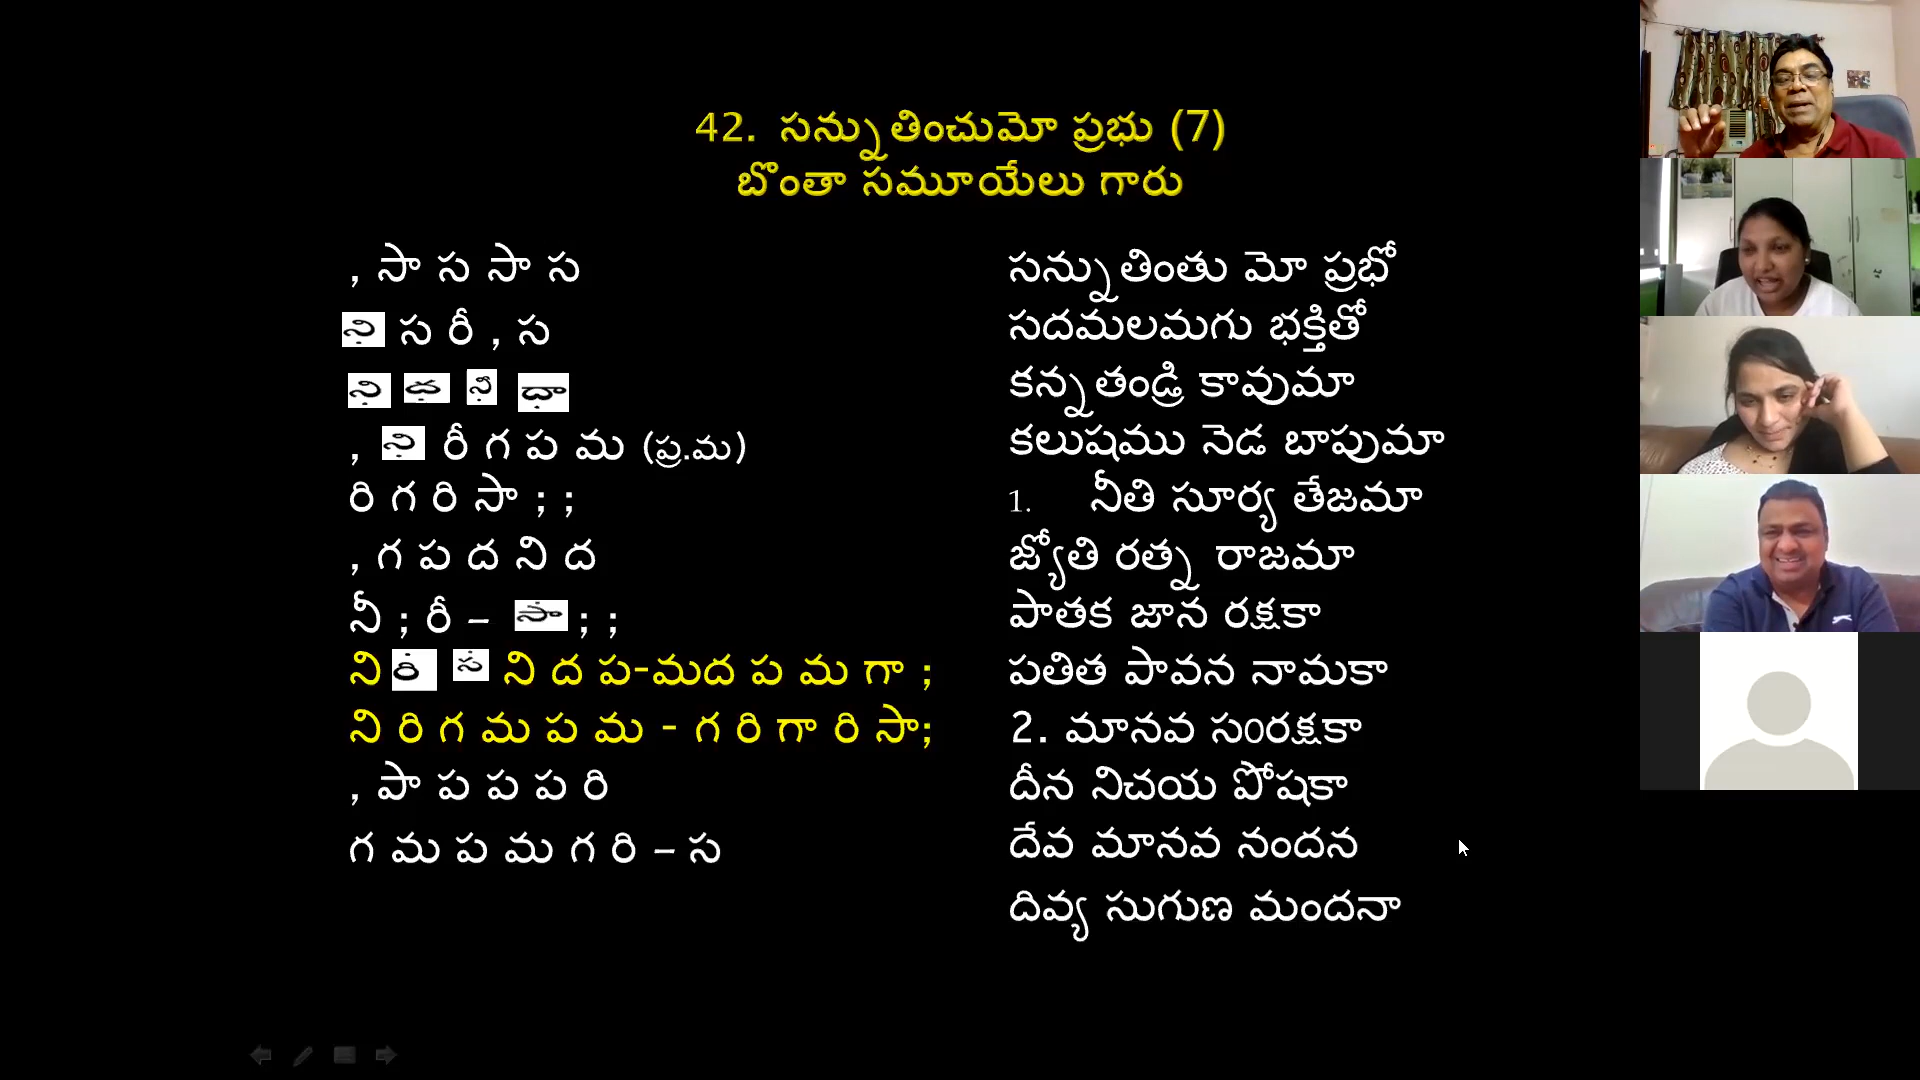 42. సన్నుతించుమో ప్రభు (7)
బొంతా సమూయేలు గారు
, సా స సా స
ని స రీ , స
ని ద ని దా
, ని రీ గ ప మ (ప్ర.మ)
రి గ రి సా ; ;
, గ ప ద ని ద
నీ ; రీ – సా ; ;
ని రి స ని ద ప-మద ప మ గా ;
ని రి గ మ ప మ - గ రి గా రి సా;
, పా ప ప ప రి
గ మ ప మ గ రి – స
సన్నుతింతు మో ప్రభో
సదమలమగు భక్తితో
కన్నతండ్రి కావుమా
కలుషము నెడ బాపుమా
1. నీతి సూర్య తేజమా
జ్యోతి రత్న రాజమా
పాతక జాన రక్షకా
పతిత పావన నామకా
2. మానవ స0రక్షకా
దీన నిచయ పోషకా
దేవ మానవ నందన
దివ్య సుగుణ మందనా